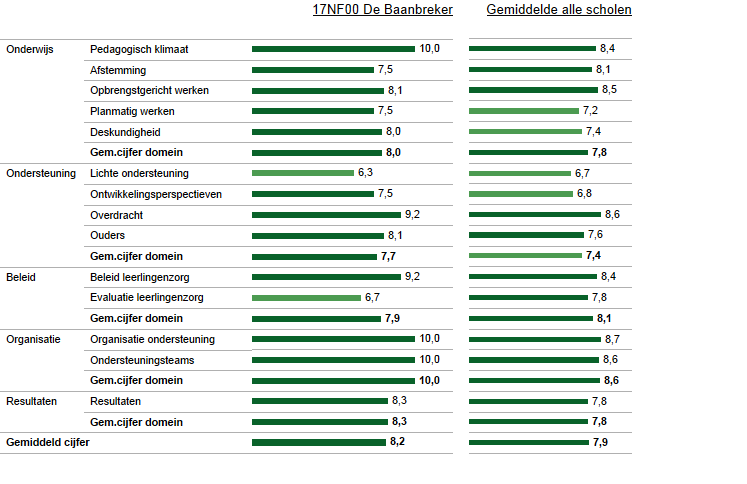 17NF00 De Baanbreker Gemiddelde alle scholen
Onderwijs Pedagogisch klimaat 10,0 8,4
Afstemming 7,5 8,1
Opbrengstgericht werken 8,1 8,5
Planmatig werken 7,5 7,2
Deskundigheid 8,0 7,4
Gem.cijfer domein 8,0 7,8
Ondersteuning Lichte ondersteuning 6,3 6,7
Ontwikkelingsperspectieven 7,5 6,8
Overdracht 9,2 8,6
Ouders 8,1 7,6
Gem.cijfer domein 7,7 7,4
Beleid Beleid leerlingenzorg 9,2 8,4
Evaluatie leerlingenzorg 6,7 7,8
Gem.cijfer domein 7,9 8,1
Organisatie Organisatie ondersteuning 10,0 8,7
Ondersteuningsteams 10,0 8,6
Gem.cijfer domein 10,0 8,6
Resultaten Resultaten 8,3 7,8
Gem.cijfer domein 8,3 7,8
Gemiddeld cijfer 8,2 7,9